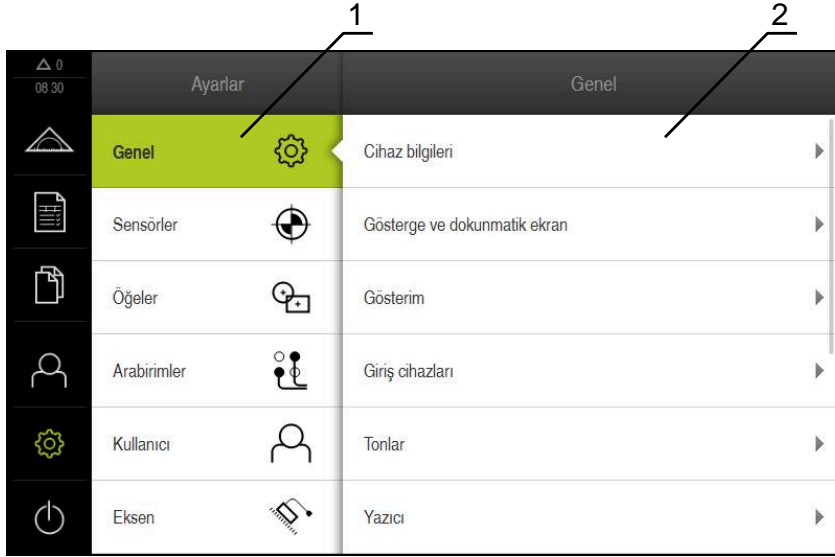 1
2
0
08 30
Ayarlar
Genel
Genel
Cihaz bilgileri
Sensörler
Gösterge ve dokunmatik ekran
Öğeler
Gösterim
Arabirimler
Giriş cihazları
Kullanıcı
Tonlar
Eksen
Yazıcı